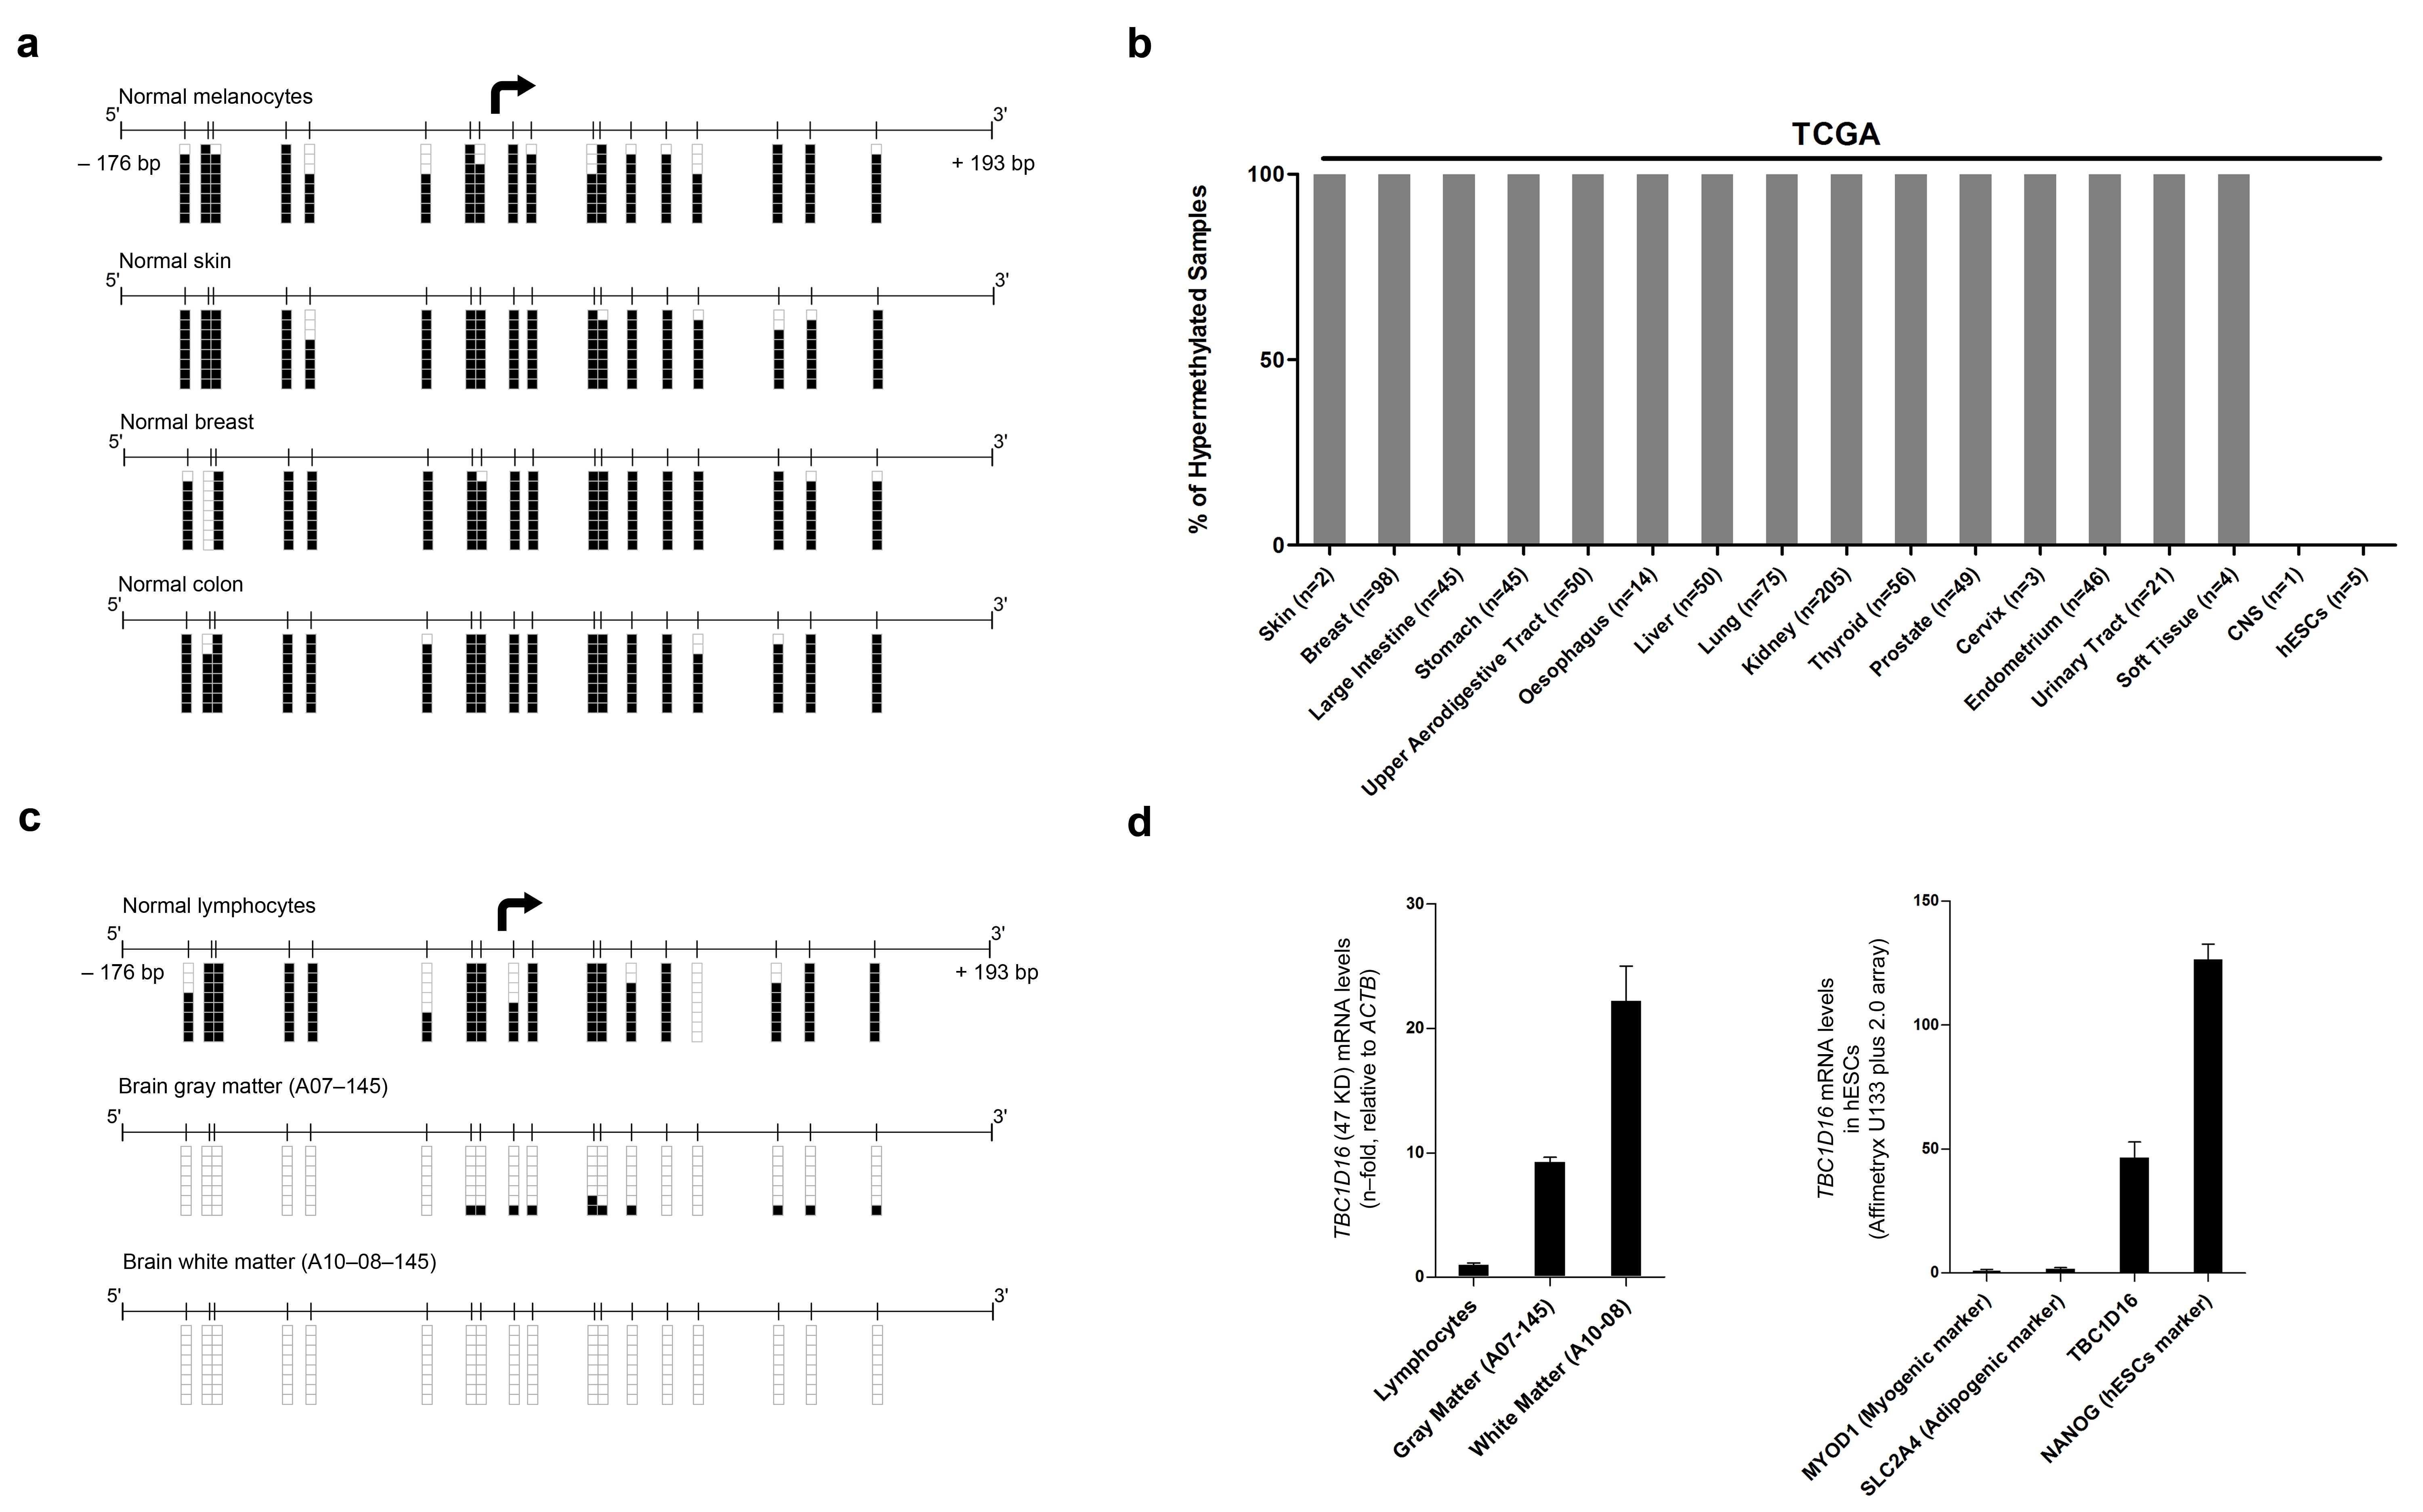 a
Normal melanocytes
5'
3'
– 176 bp
+ 193 bp
Normal skin
5'
3'
Normal breast
5'
3'
Normal colon
5'
3'
b
TCGA
% of Hypermethylated Samples
100
50
0
Skin (n=2)
Breast (n=98)
Large Intestine (n=45)
Stomach (n=45)
Upper Aerodigestive Tract (n=50)
Oesophagus (n=14)
Liver (n=50)
Lung (n=75)
Kidney (n=205)
Thyroid (n=56)
Prostate (n=49)
Cervix (n=3)
Endometrium (n=46)
Urinary Tract (n=21)
Soft Tissue (n=4)
CNS (n=1)
hESCs (n=5)
c
Normal lymphocytes
5'
3'
– 176 bp
+ 193 bp
Brain gray matter (A07–145)
5'
3'
Brain white matter (A10–08–145)
5'
3'
d
TBC1D16 (47 KD) mRNA levels
(n–fold, relative to ACTB)
30
20
10
0
Lymphocytes
Gray Matter (A07-145)
White Matter (A10-08)
TBC1D16 mRNA levels
in hESCs
(Affimetryx U133 plus 2.0 array)
150
100
50
0
MYOD1 (Myogenic marker)
SLC2A4 (Adipogenic marker)
TBC1D16
NANOG (hESCs marker)